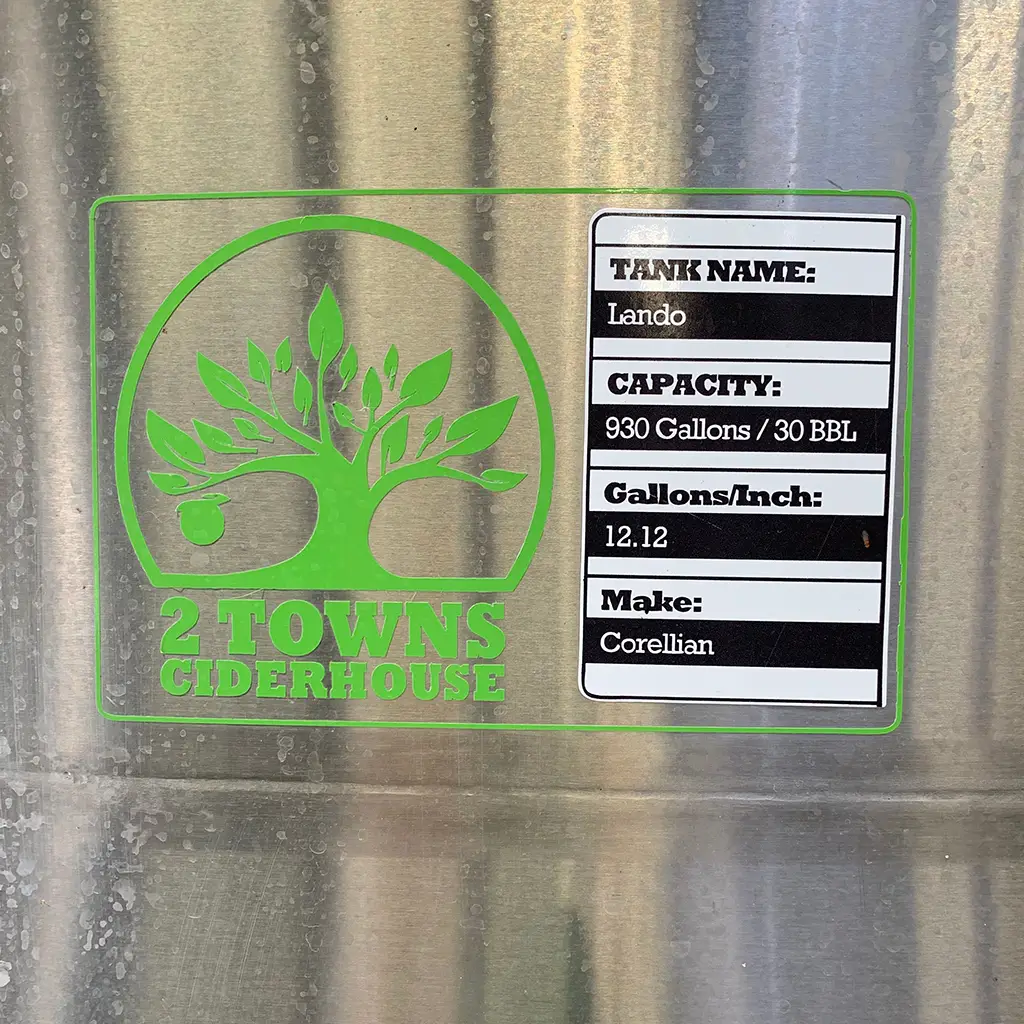 2 TOWNS
CIDERHOUSE
TANK NAME:
Lando
CAPACITY:
930 Gallons / 30 BBL
Gallons/Inch:
12.12
Make:
Corellian